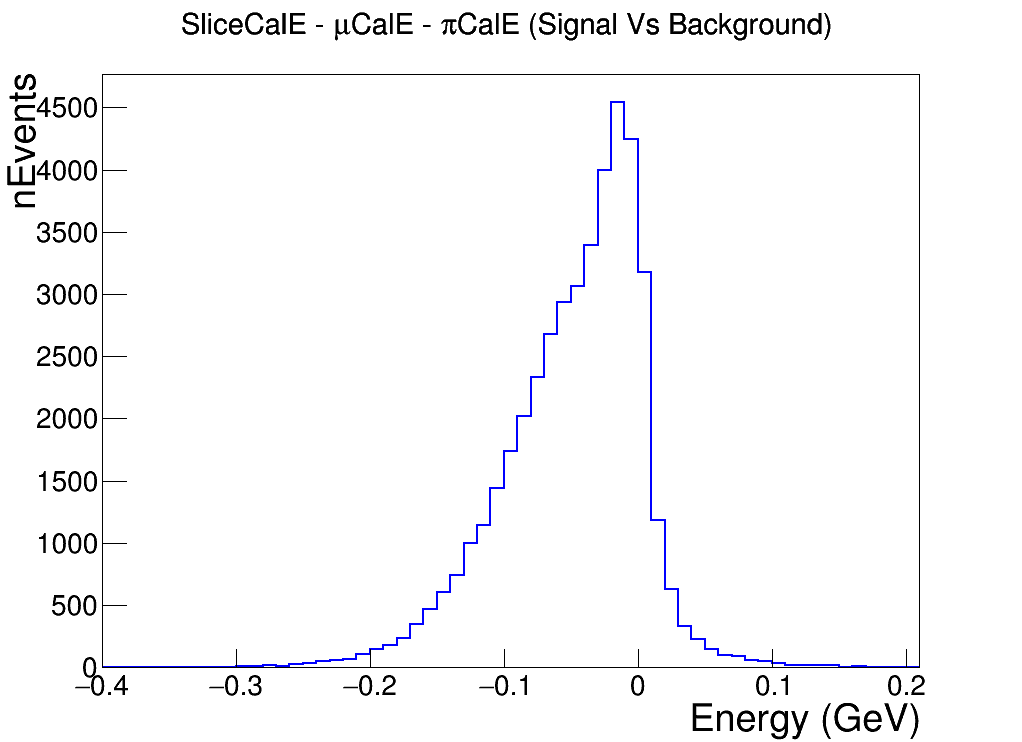 SliceCalE - μCalE - πCalE (Signal Vs Background)
nEvents
4500
4000
3500
3000
2500
2000
1500
1000
500
0
−0.4 −0.3 −0.2 −0.1 0 0.1 0.2
Energy (GeV)